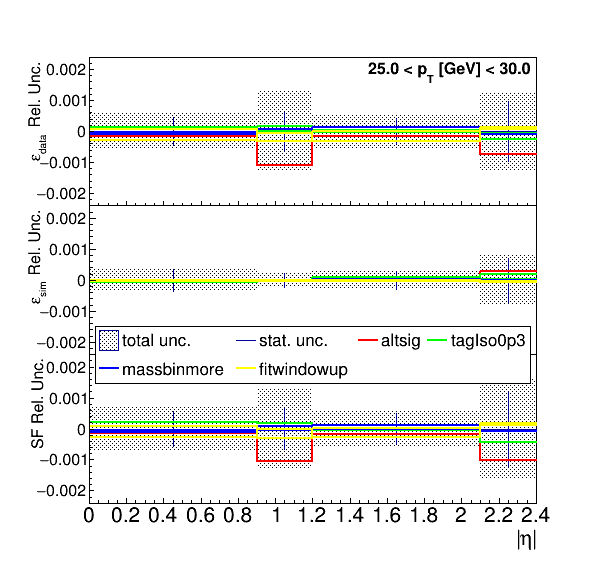 25.0 < p_T [GeV] < 30.0
ε_data Rel. Unc.
0.002
0.001
0
−0.001
−0.002
ε_sim Rel. Unc.
0.002
0.001
0
−0.001
−0.002
total unc. stat. unc. altsig tagIso0p3
massbinmore fitwindowup
SF Rel. Unc.
0.002
0.001
0
−0.001
−0.002
0 0.2 0.4 0.6 0.8 1 1.2 1.4 1.6 1.8 2 2.2 2.4
|η|